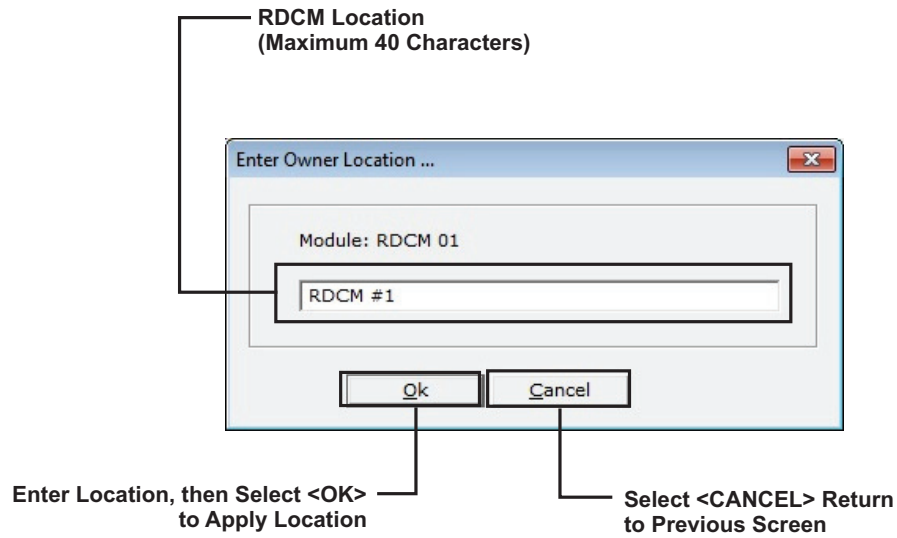 RDCM Location
(Maximum 40 Characters)
Enter Owner Location ...
Module: RDCM 01
RDCM #1
Ok
Cancel
Enter Location, then Select <OK>
to Apply Location
Select <CANCEL> Return
to Previous Screen